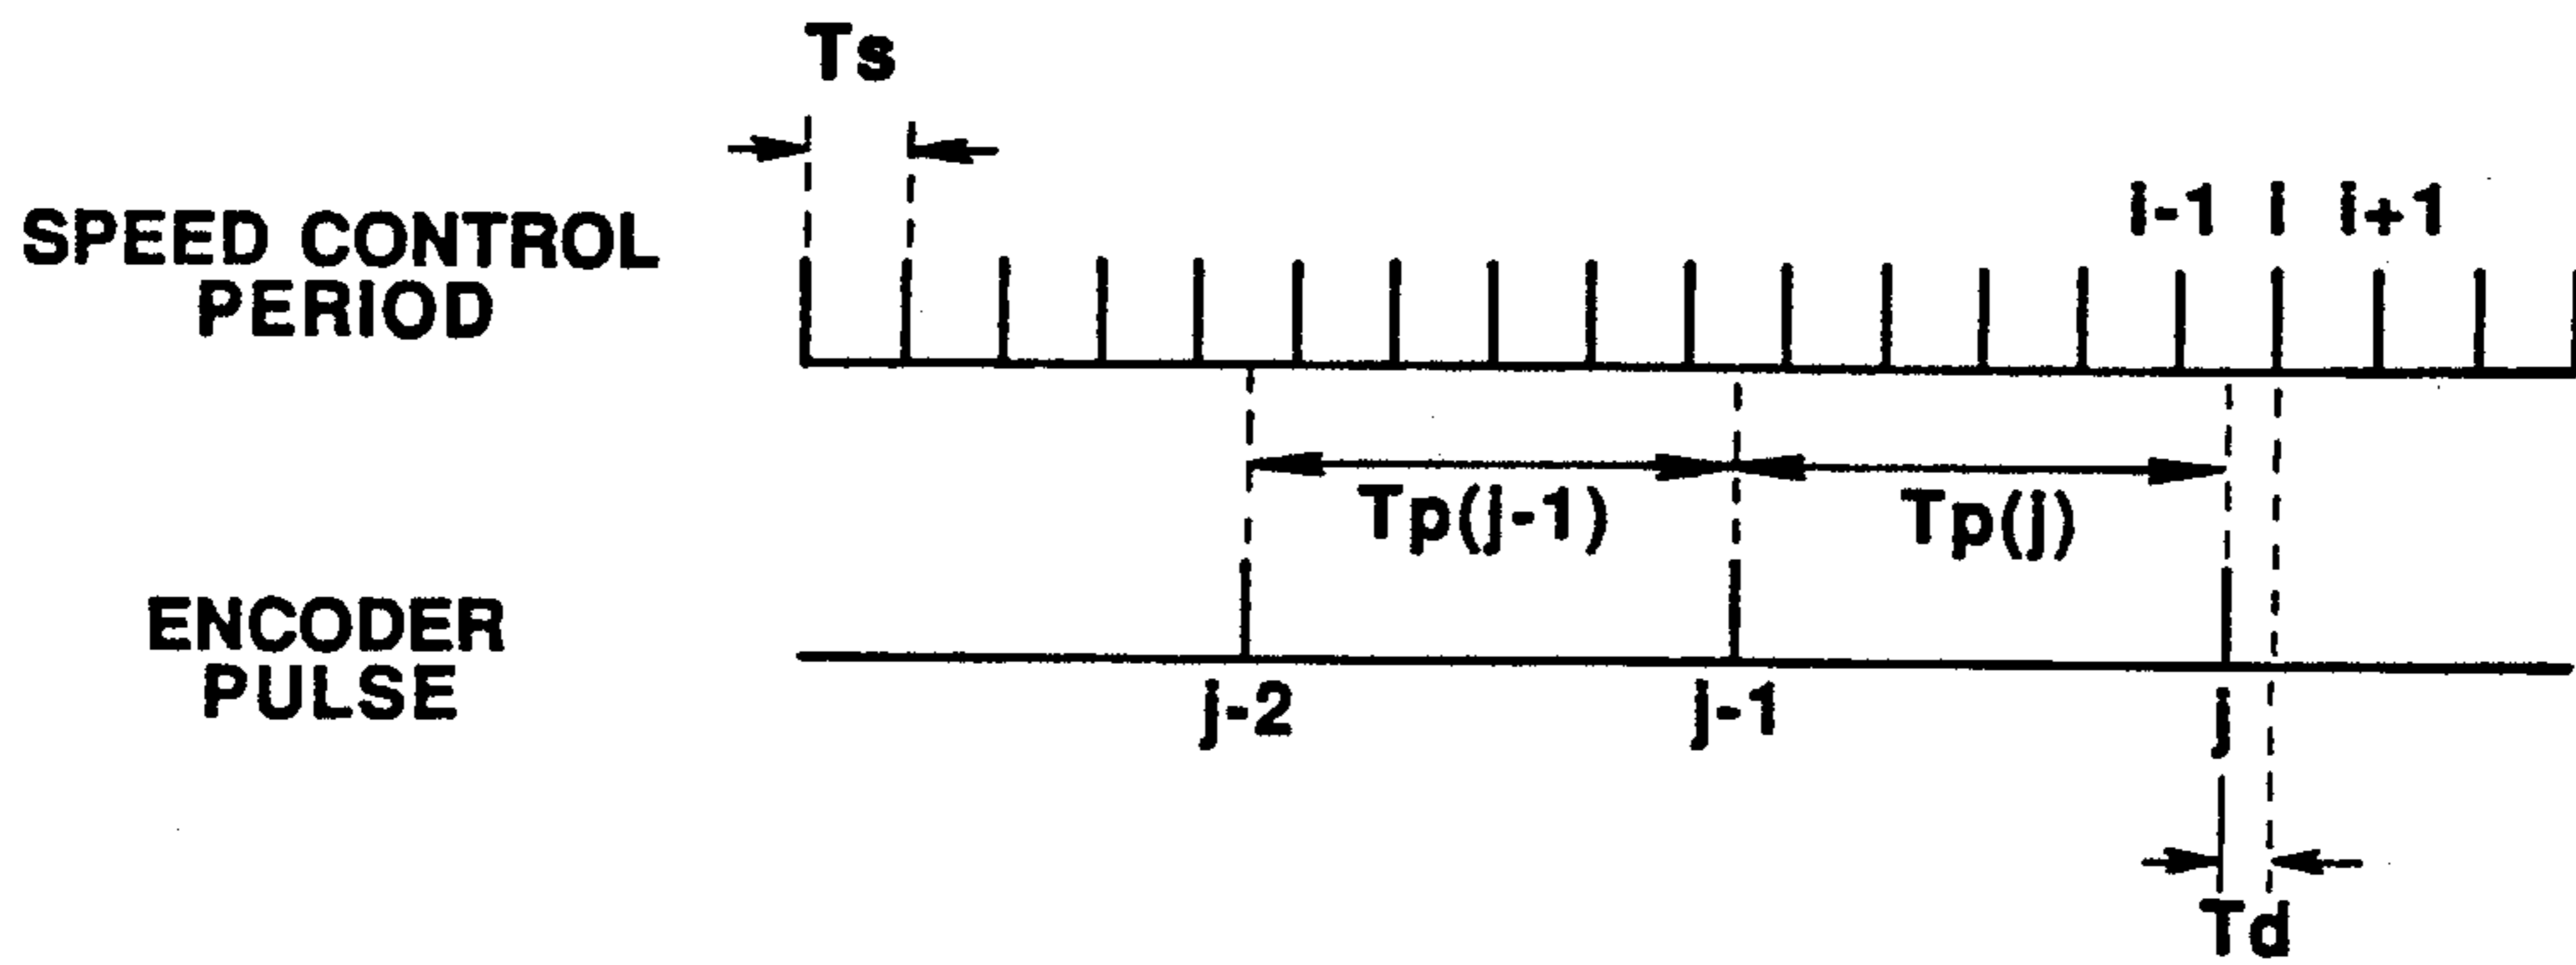 Ts
SPEED CONTROL
PERIOD
i-1 i i+1
Tp(j-1) Tp(j)
ENCODER
PULSE
j-2 j-1 j
Td